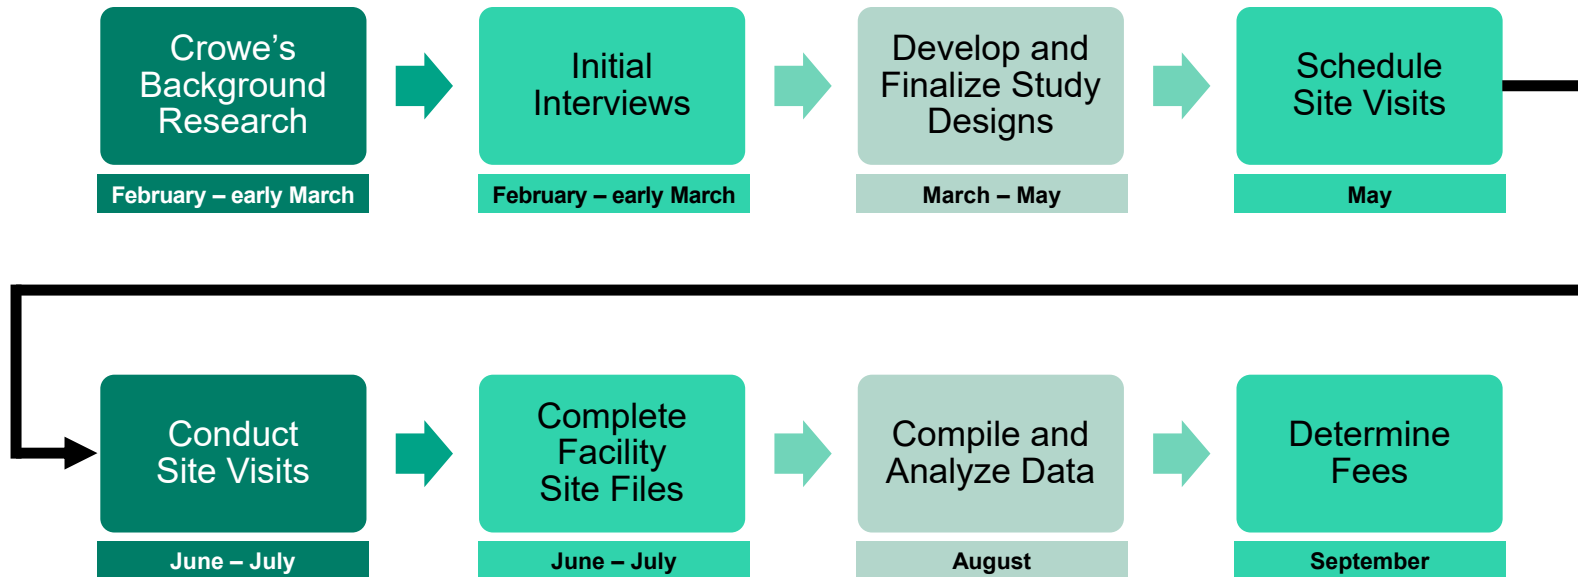 Crowe’s
Background
Research
February – early March
Initial
Interviews
February – early March
Develop and
Finalize Study
Designs
March – May
Schedule
Site Visits
May
Conduct
Site Visits
June – July
Complete
Facility
Site Files
June – July
Compile and
Analyze Data
August
Determine
Fees
September